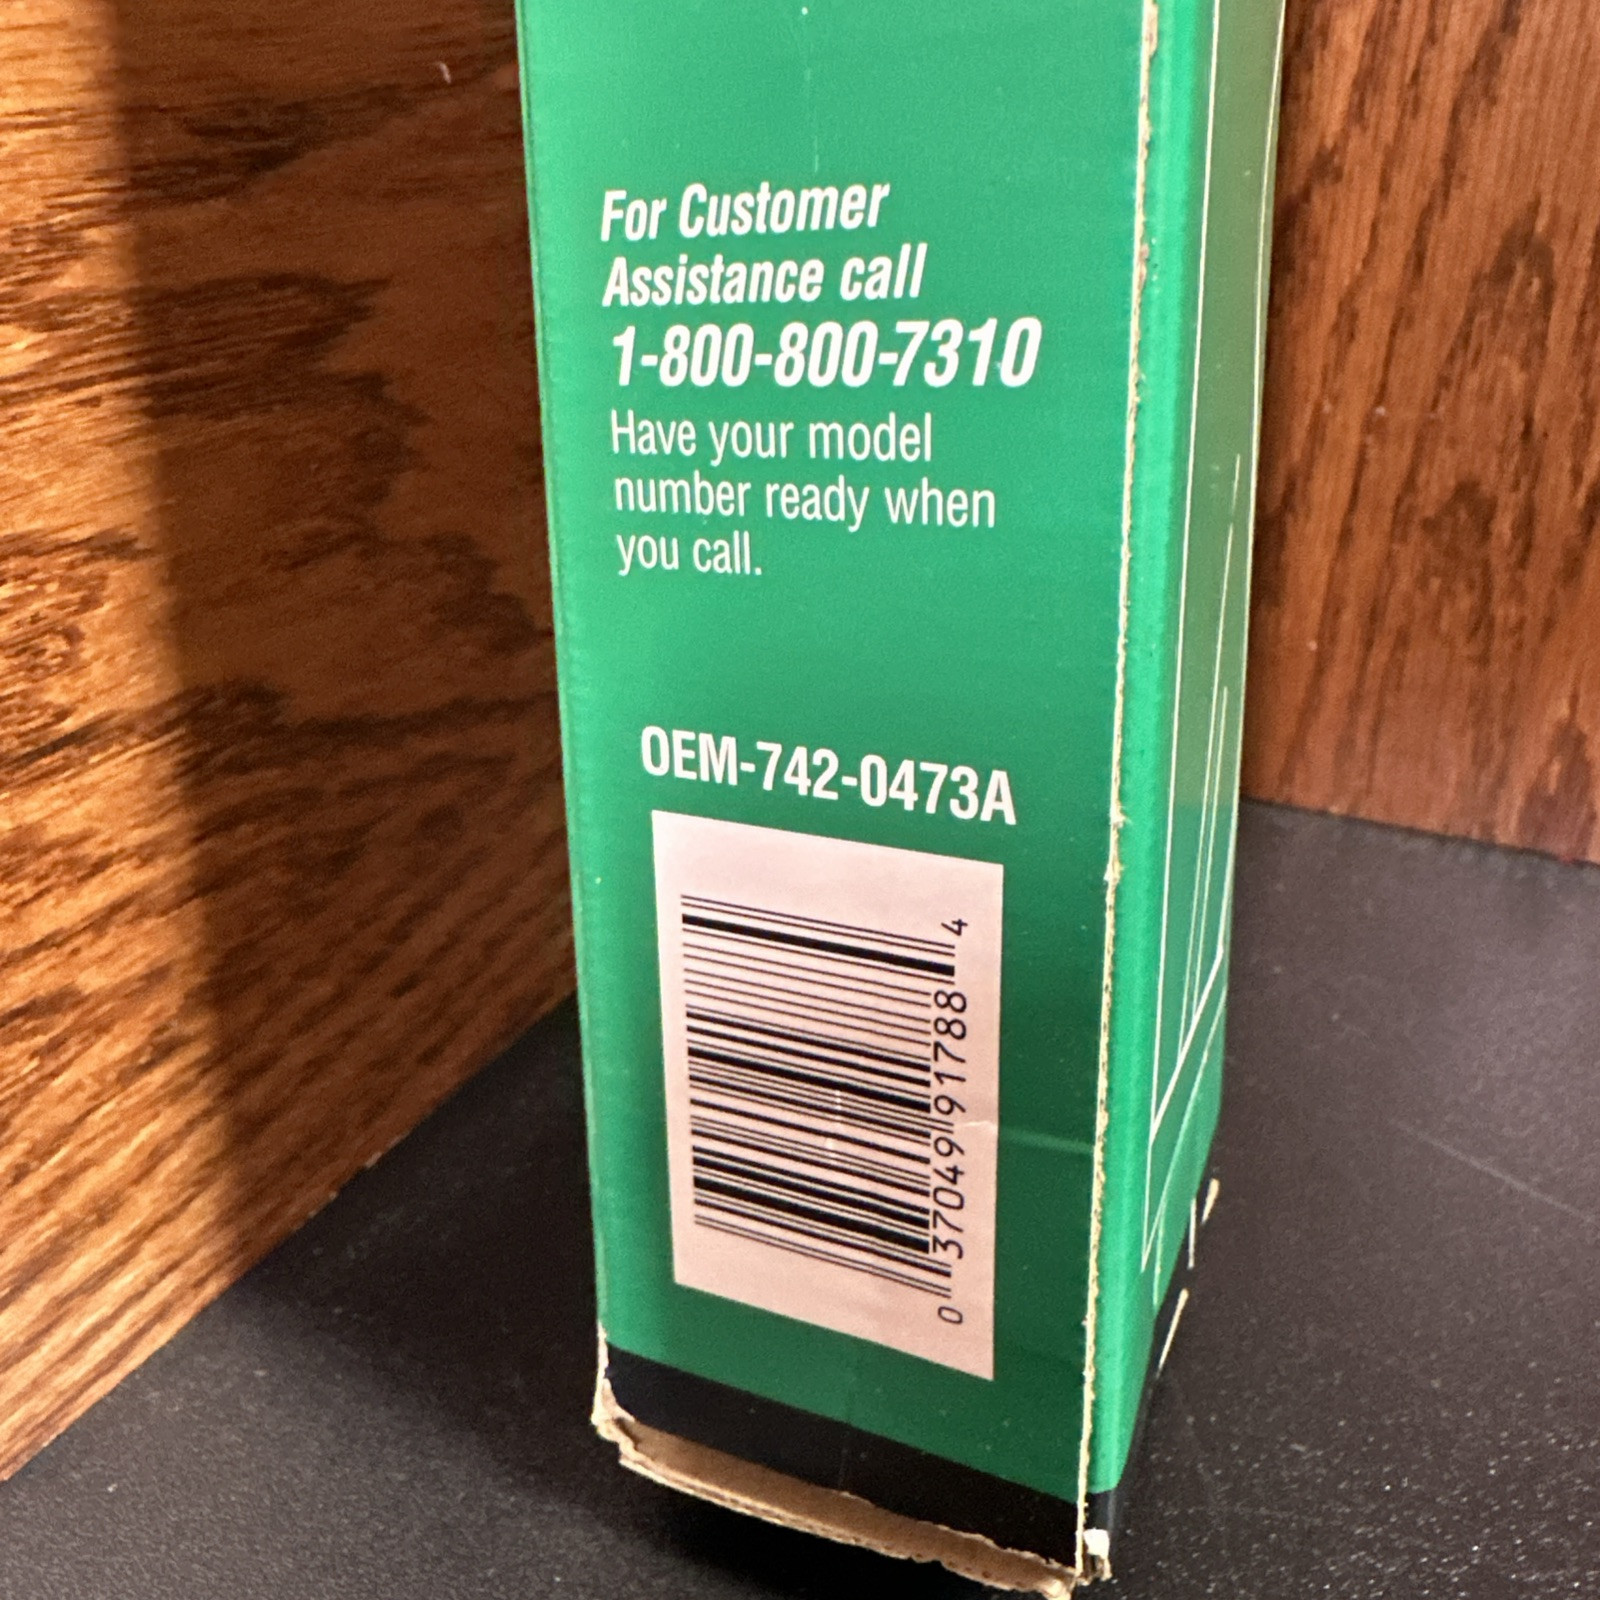 For Customer
Assistance call
1-800-800-7310
Have your model
number ready when
you call.
OEM-742-0473A
0 37049 91788 4